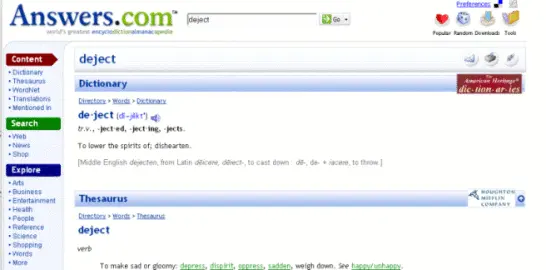 Answers.com™
world's greatest encyclodictionalmanacapedia
deject
Go
Preferences
Popular Random Downloads Tools
Content
Dictionary
Thesaurus
WordNet
Translations
Mentioned In
Search
Web
News
Shop
Explore
Arts
Business
Entertainment
Health
People
Reference
Science
Shopping
Words
More
deject
Dictionary
The
American Heritage®
dic·tion·ar·ies
Directory > Words > Dictionary
de·ject
tr.v., -ject·ed, -ject·ing, -jects.
To lower the spirits of; dishearten.
[Middle English dejecten, from Latin dēicere, dēiect-, to cast down : dē-, de- + iacere, to throw.]
Thesaurus
HOUGHTON
MIFFLIN
COMPANY
Directory > Words > Thesaurus
deject
verb
To make sad or gloomy: depress, dispirit, oppress, sadden, weigh down. See happy/unhappy.